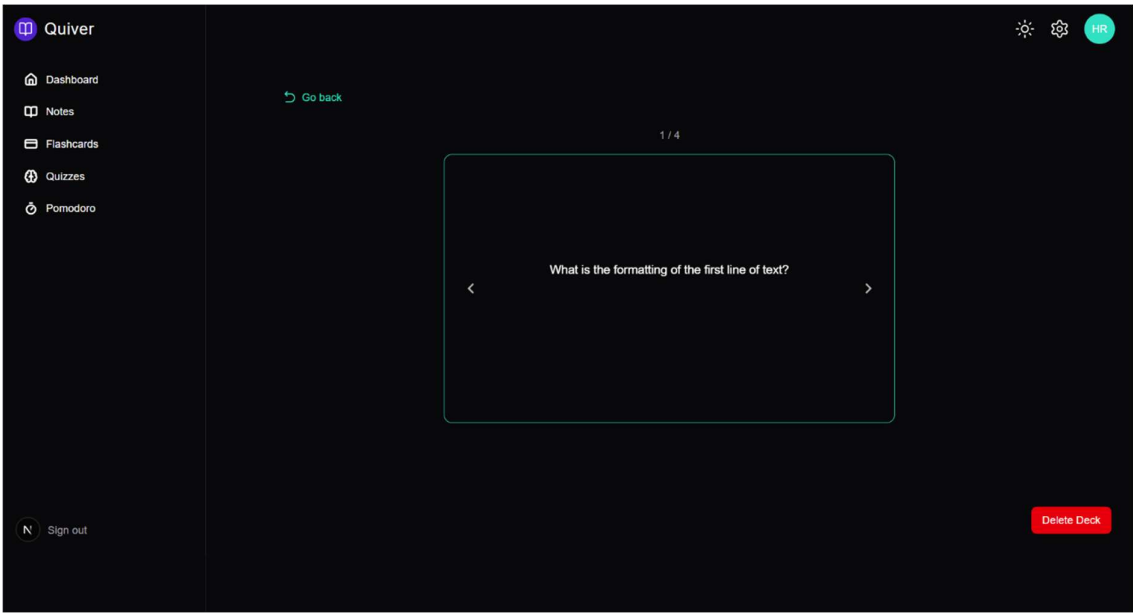 Quiver
HR
Dashboard
Notes
Flashcards
Quizzes
Pomodoro
Go back
1 / 4
What is the formatting of the first line of text?
Delete Deck
N
Sign out